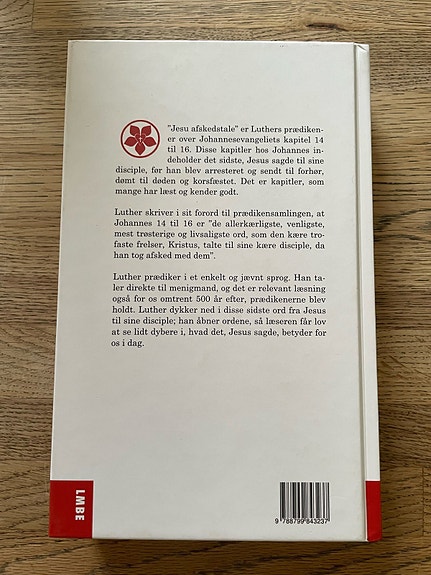 "Jesu afskedstale" er Luthers prædiken-
er over Johannesevangeliets kapitel 14
til 16. Disse kapitler hos Johannes in-
deholder det sidste, Jesus sagde til sine
disciple, før han blev arresteret og sendt til forhør,
dømt til døden og korsfæstet. Det er kapitler, som
mange har læst og kender godt.
Luther skriver i sit forord til prædikensamlingen, at
Johannes 14 til 16 er "de allerkærligste, venligste,
mest trøsterige og livsaligste ord, som den kære tro-
faste frelser, Kristus, talte til sine kære disciple, da
han tog afsked med dem".
Luther prædiker i et enkelt og jævnt sprog. Han ta-
ler direkte til menigmand, og det er relevant læsning
også for os omtrent 500 år efter, prædikenerne blev
holdt. Luther dykker ned i disse sidste ord fra Jesus
til sine disciple; han åbner ordene, så læseren får lov
at se lidt dybere i, hvad det, Jesus sagde, betyder for
os i dag.
LMBE
9 788799 843237